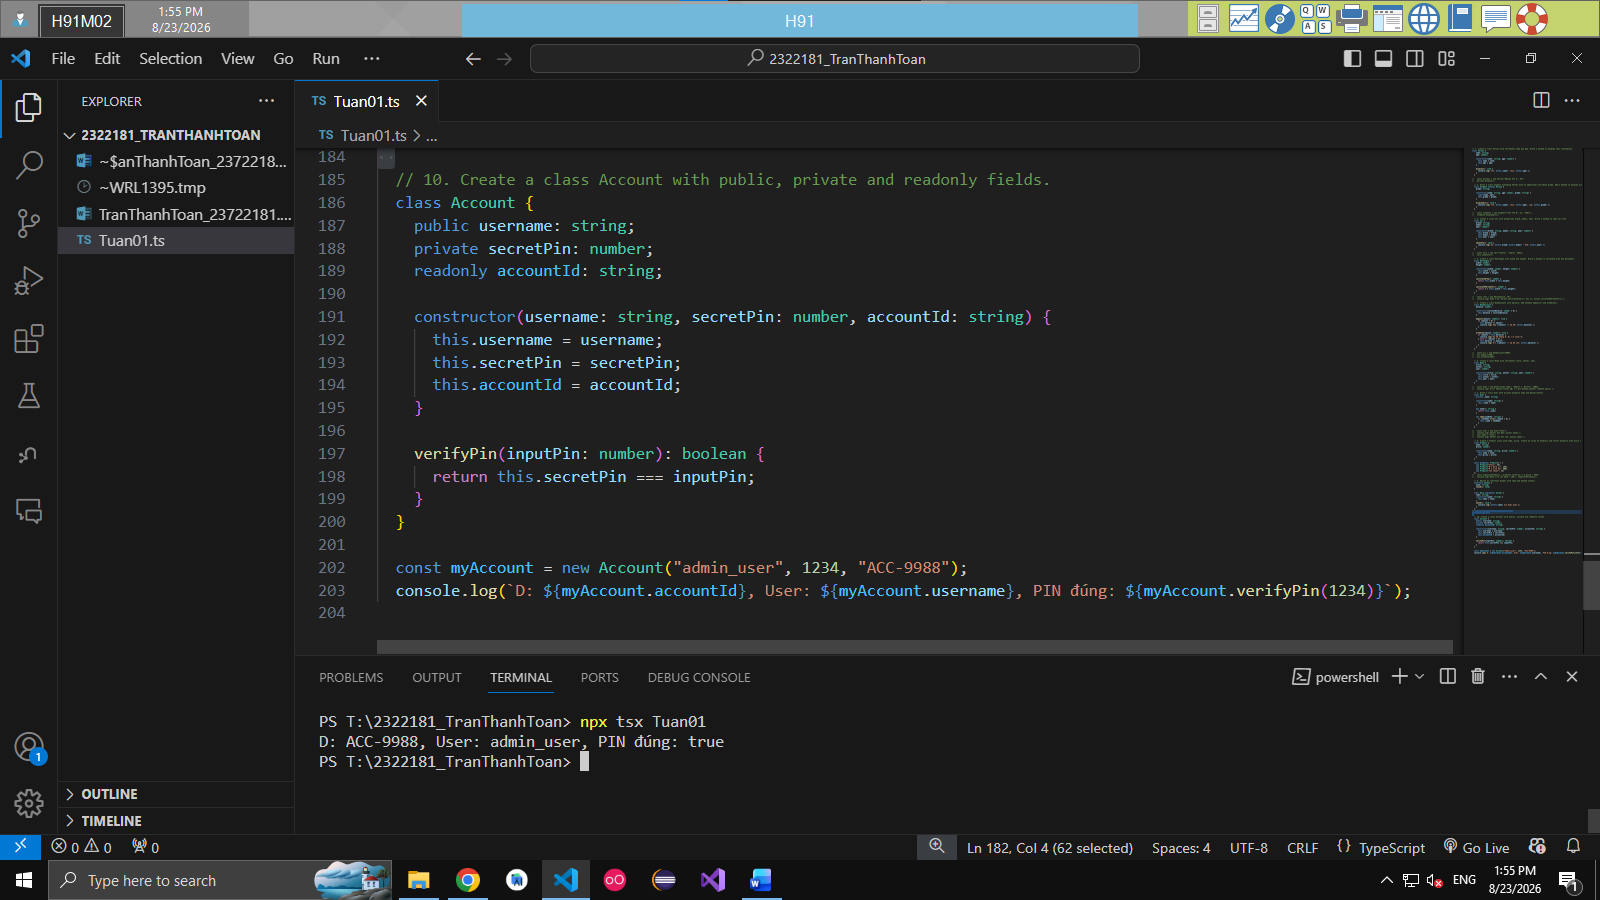 H91M02
1:55 PM
8/23/2026
H91
File Edit Selection View Go Run ···
2322181_TranThanhToan
EXPLORER
TS Tuan01.ts
2322181_TRANTHANHTOAN
~$anThanhToan_2372218...
~WRL1395.tmp
TranThanhToan_23722181....
TS Tuan01.ts
TS Tuan01.ts > ...
184
185 // 10. Create a class Account with public, private and readonly fields.
186 class Account {
187 public username: string;
188 private secretPin: number;
189 readonly accountId: string;
190
191 constructor(username: string, secretPin: number, accountId: string) {
192 this.username = username;
193 this.secretPin = secretPin;
194 this.accountId = accountId;
195 }
196
197 verifyPin(inputPin: number): boolean {
198 return this.secretPin === inputPin;
199 }
200 }
201
202 const myAccount = new Account("admin_user", 1234, "ACC-9988");
203 console.log(`D: ${myAccount.accountId}, User: ${myAccount.username}, PIN đúng: ${myAccount.verifyPin(1234)}`);
204
PROBLEMS OUTPUT TERMINAL PORTS DEBUG CONSOLE
powershell
PS T:\2322181_TranThanhToan> npx tsx Tuan01
D: ACC-9988, User: admin_user, PIN đúng: true
PS T:\2322181_TranThanhToan>
1
OUTLINE
TIMELINE
0 0 0
Ln 182, Col 4 (62 selected) Spaces: 4 UTF-8 CRLF {} TypeScript Go Live
Type here to search
ENG
1:55 PM
8/23/2026
1